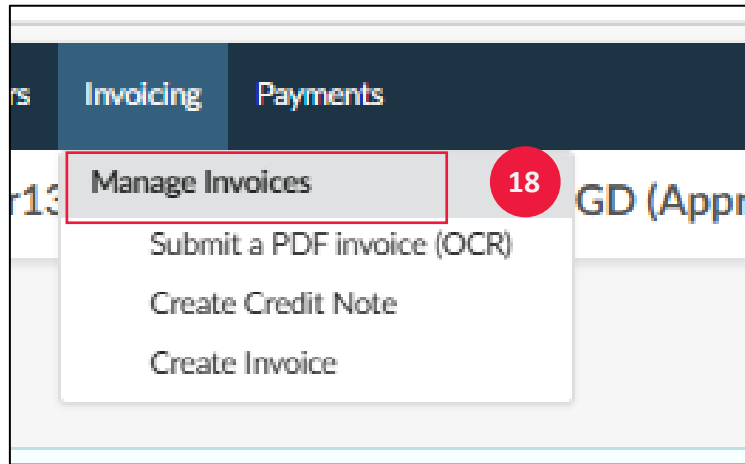 rs Invoicing Payments
Manage Invoices 18
r13 GD (Appr
Submit a PDF invoice (OCR)
Create Credit Note
Create Invoice